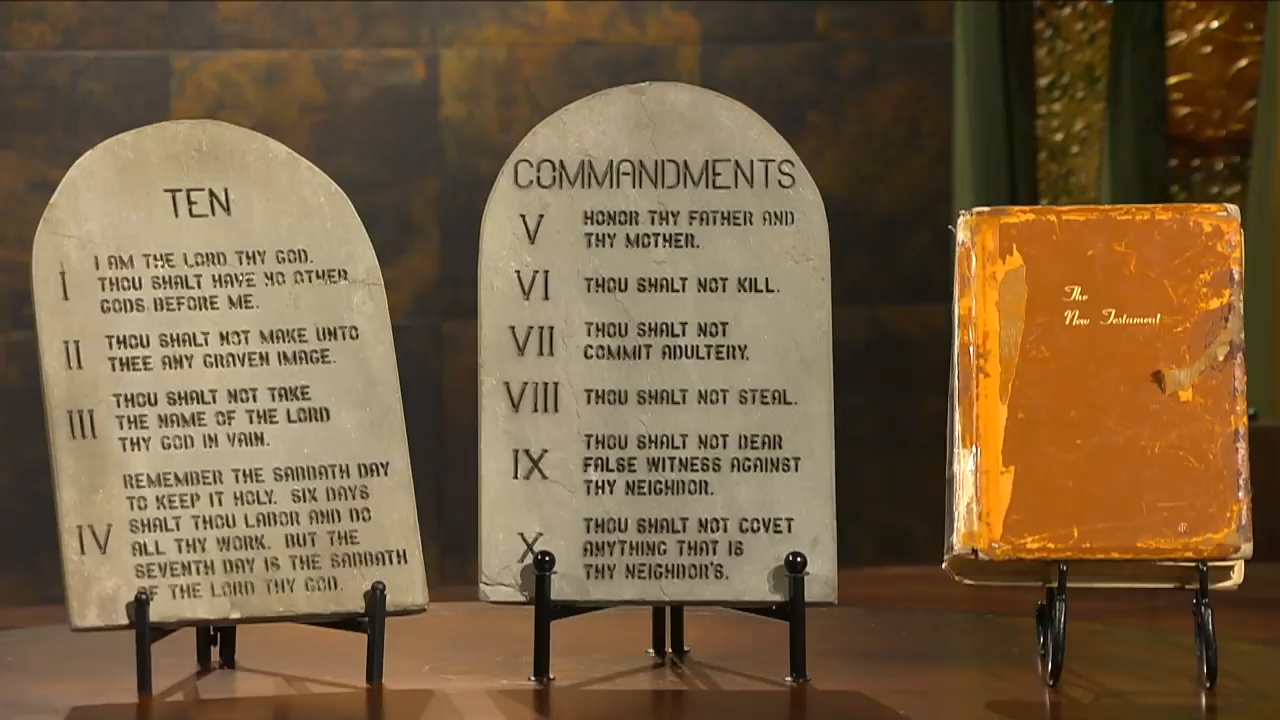 TEN
I
I AM THE LORD THY GOD.
THOU SHALT HAVE NO OTHER
GODS BEFORE ME.
II
THOU SHALT NOT MAKE UNTO
THEE ANY GRAVEN IMAGE.
III
THOU SHALT NOT TAKE
THE NAME OF THE LORD
THY GOD IN VAIN.
IV
REMEMBER THE SABBATH DAY
TO KEEP IT HOLY. SIX DAYS
SHALT THOU LABOR AND DO
ALL THY WORK. BUT THE
SEVENTH DAY IS THE SABBATH
OF THE LORD THY GOD.
COMMANDMENTS
V
HONOR THY FATHER AND
THY MOTHER.
VI
THOU SHALT NOT KILL.
VII
THOU SHALT NOT
COMMIT ADULTERY.
VIII
THOU SHALT NOT STEAL.
IX
THOU SHALT NOT BEAR
FALSE WITNESS AGAINST
THY NEIGHBOR.
X
THOU SHALT NOT COVET
ANYTHING THAT IS
THY NEIGHBOR'S.
The
New Testament